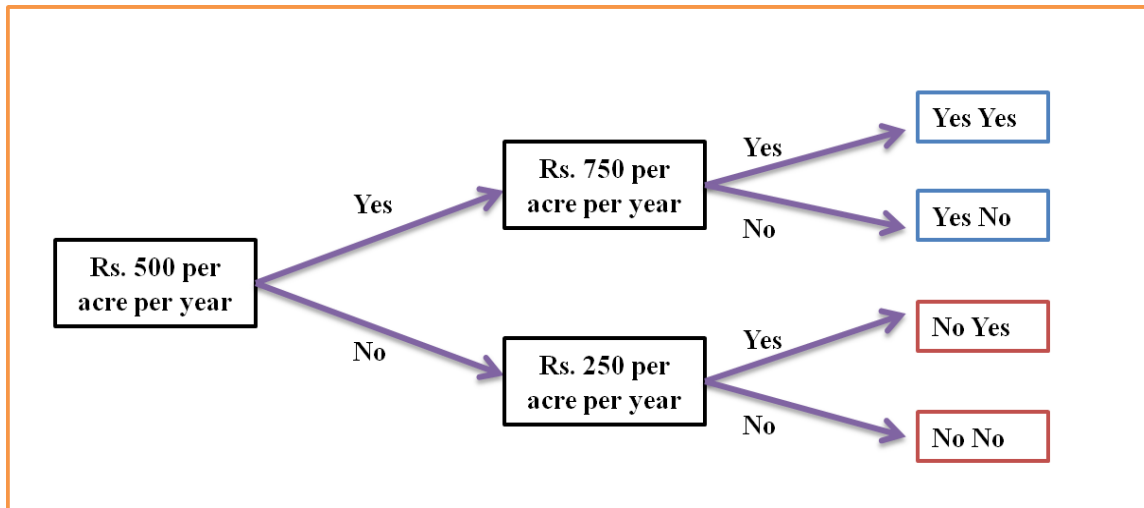 Rs. 500 per
acre per year
Yes
No
Rs. 750 per
acre per year
Rs. 250 per
acre per year
Yes
No
Yes
No
Yes Yes
Yes No
No Yes
No No